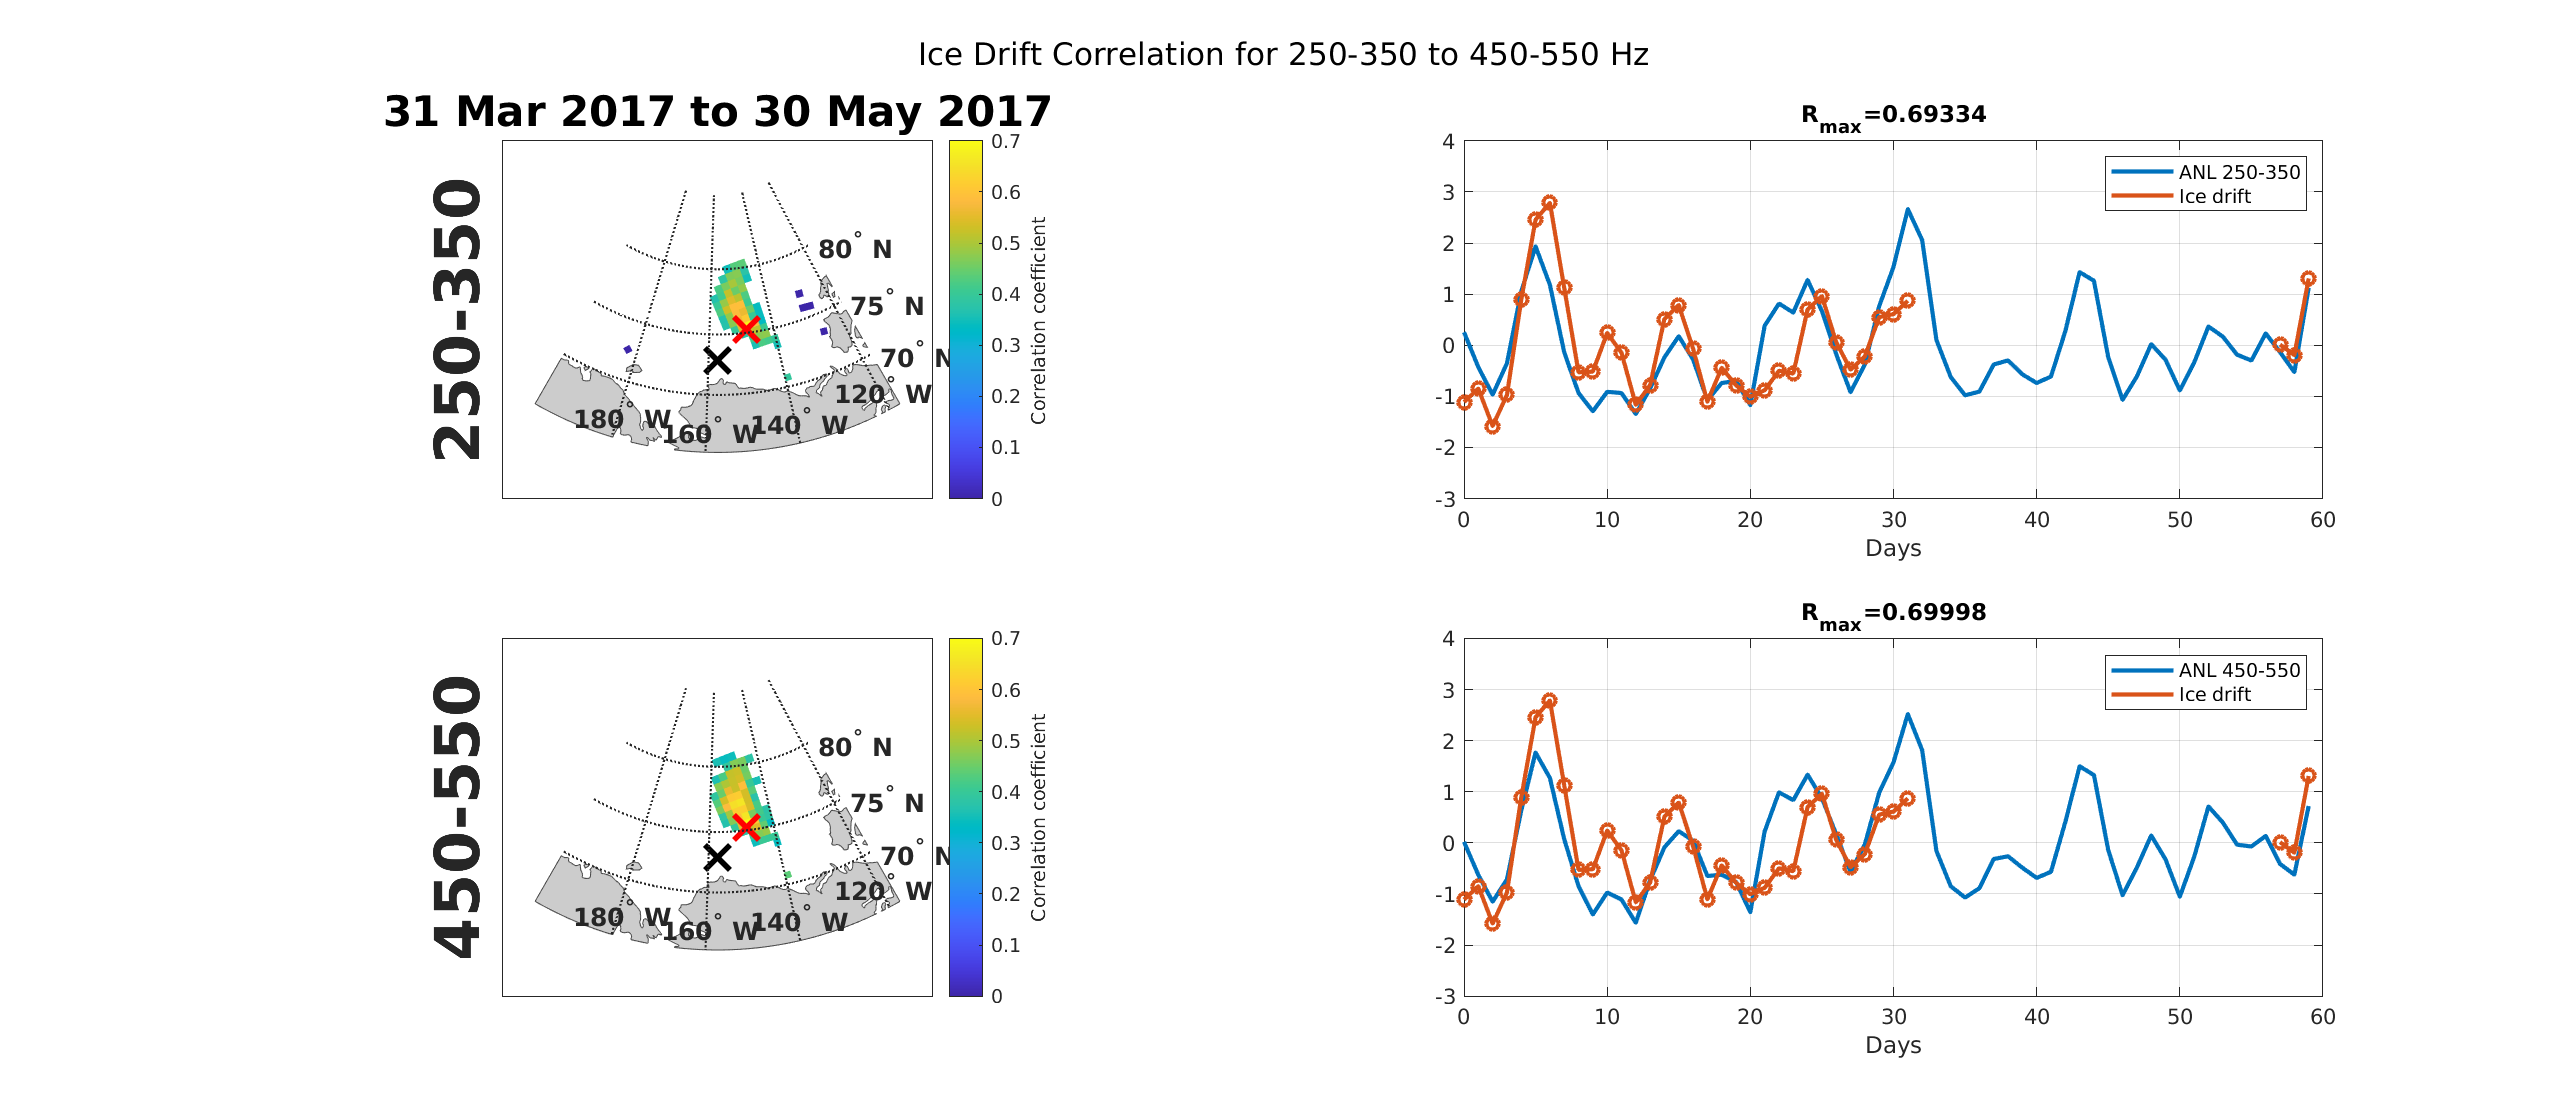 Ice Drift Correlation for 250-350 to 450-550 Hz
31 Mar 2017 to 30 May 2017
250-350
80° N
75° N
70° N
120° W
180° W
160° W
140° W
0.7
0.6
0.5
0.4
0.3
0.2
0.1
0
Correlation coefficient
Rmax=0.69334
ANL 250-350
Ice drift
4
3
2
1
0
-1
-2
-3
0 10 20 30 40 50 60
Days
450-550
80° N
75° N
70° N
120° W
180° W
160° W
140° W
0.7
0.6
0.5
0.4
0.3
0.2
0.1
0
Correlation coefficient
Rmax=0.69998
ANL 450-550
Ice drift
4
3
2
1
0
-1
-2
-3
0 10 20 30 40 50 60
Days